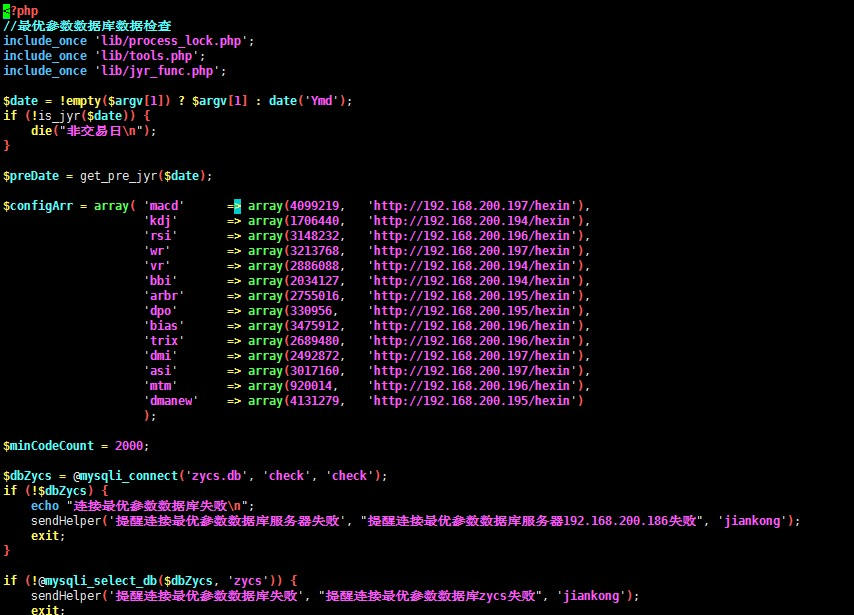 <?php
//最优参数数据库数据检查
include_once 'lib/process_lock.php';
include_once 'lib/tools.php';
include_once 'lib/jyr_func.php';
$date = !empty($argv[1]) ? $argv[1] : date('Ymd');
if (!is_jyr($date)) {
die("非交易日\n");
}
$preDate = get_pre_jyr($date);
$configArr = array( 'macd' => array(4099219, 'http://192.168.200.197/hexin'),
'kdj' => array(1706440, 'http://192.168.200.194/hexin'),
'rsi' => array(3148232, 'http://192.168.200.196/hexin'),
'wr' => array(3213768, 'http://192.168.200.197/hexin'),
'vr' => array(2886088, 'http://192.168.200.194/hexin'),
'bbi' => array(2034127, 'http://192.168.200.194/hexin'),
'arbr' => array(2755016, 'http://192.168.200.195/hexin'),
'dpo' => array(330956, 'http://192.168.200.195/hexin'),
'bias' => array(3475912, 'http://192.168.200.196/hexin'),
'trix' => array(2689480, 'http://192.168.200.196/hexin'),
'dmi' => array(2492872, 'http://192.168.200.197/hexin'),
'asi' => array(3017160, 'http://192.168.200.197/hexin'),
'mtm' => array(920014, 'http://192.168.200.196/hexin'),
'dmanew' => array(4131279, 'http://192.168.200.195/hexin')
);
$minCodeCount = 2000;
$dbZycs = @mysqli_connect('zycs.db', 'check', 'check');
if (!$dbZycs) {
echo "连接最优参数数据库失败\n";
sendHelper('提醒连接最优参数数据库服务器失败', "提醒连接最优参数数据库服务器192.168.200.186失败", 'jiankong');
exit;
}
if (!@mysqli_select_db($dbZycs, 'zycs')) {
sendHelper('提醒连接最优参数数据库失败', "提醒连接最优参数数据库zycs失败", 'jiankong');
exit;